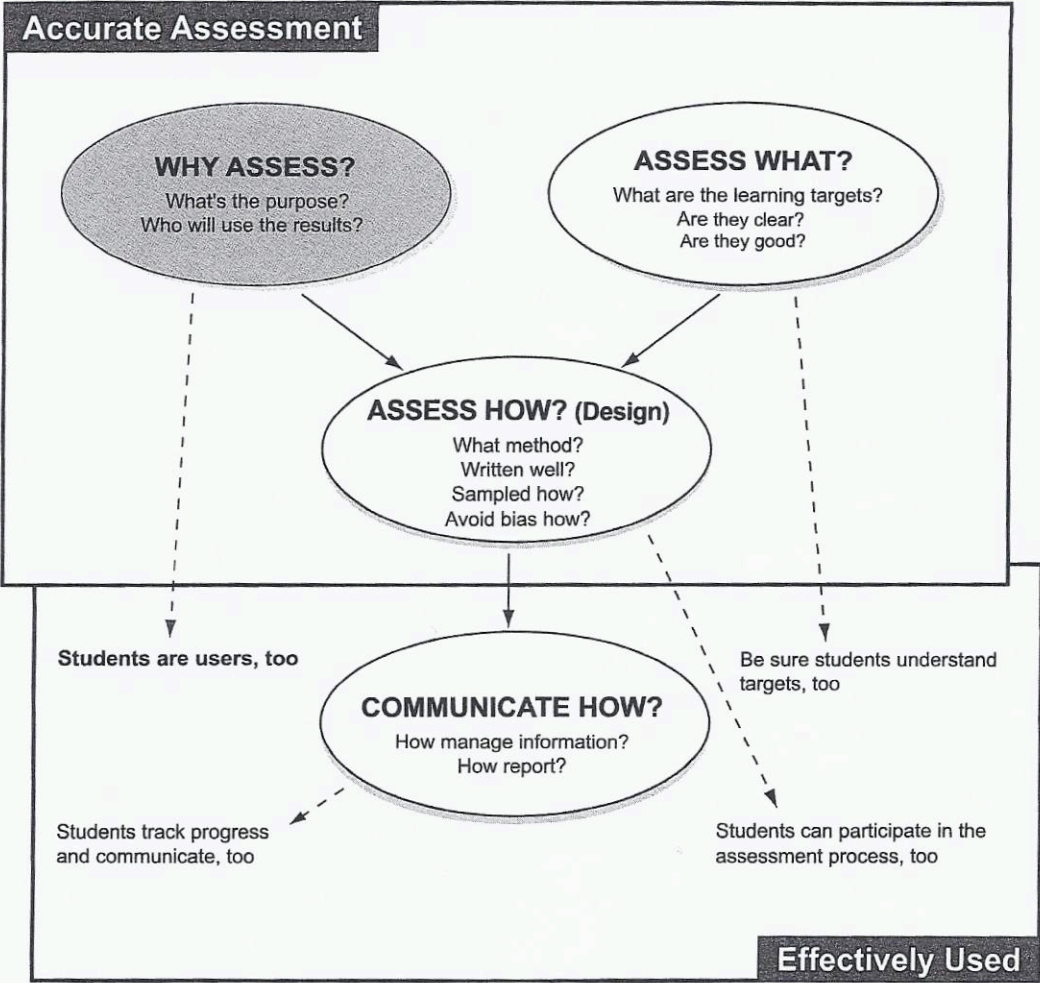 Accurate Assessment
WHY ASSESS?
What's the purpose?
Who will use the results?
ASSESS WHAT?
What are the learning targets?
Are they clear?
Are they good?
ASSESS HOW? (Design)
What method?
Written well?
Sampled how?
Avoid bias how?
Students are users, too
Be sure students understand
targets, too
COMMUNICATE HOW?
How manage information?
How report?
Students track progress
and communicate, too
Students can participate in the
assessment process, too
Effectively Used